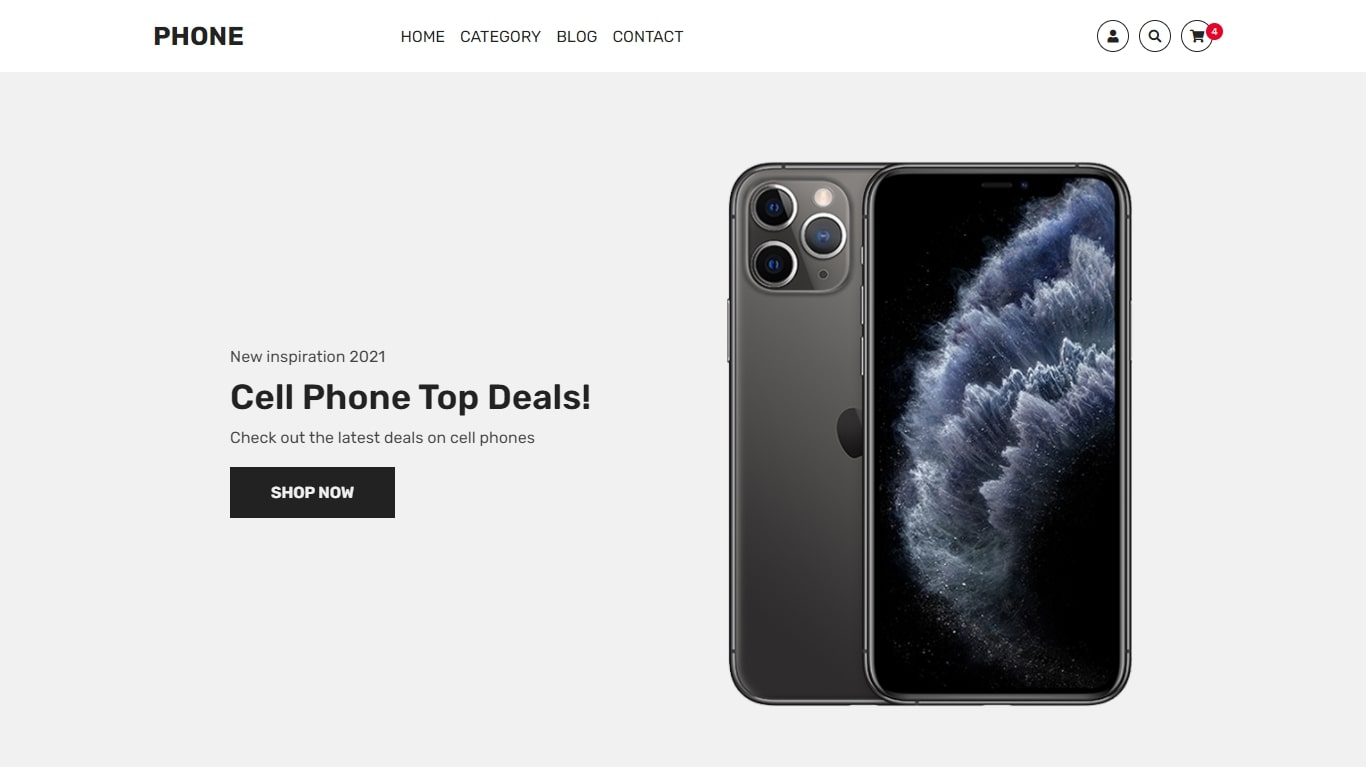 PHONE
HOME CATEGORY BLOG CONTACT
4
New inspiration 2021
Cell Phone Top Deals!
Check out the latest deals on cell phones
SHOP NOW